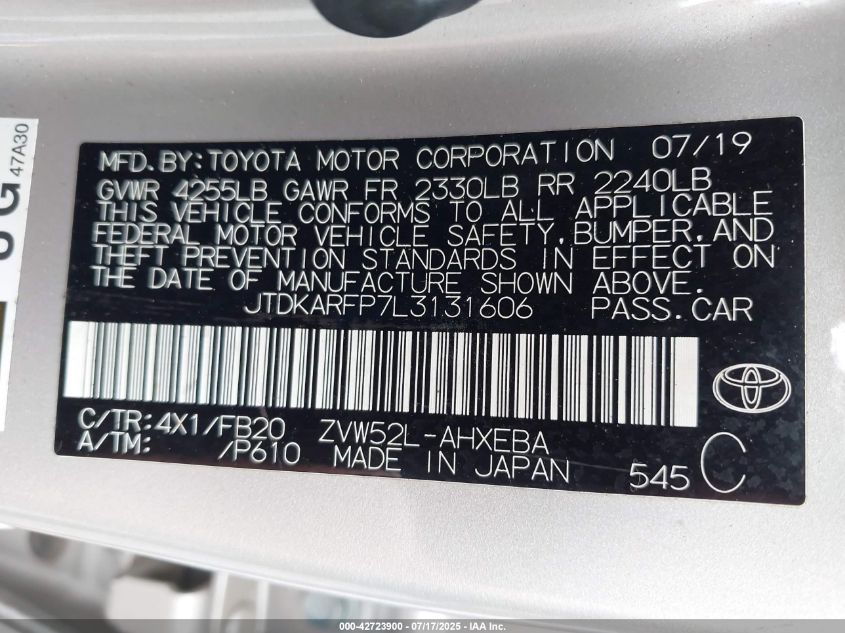 47A30
MFD. BY: TOYOTA MOTOR CORPORATION 07/19
GVWR 4255LB GAWR FR 2330LB RR 2240LB
THIS VEHICLE CONFORMS TO ALL APPLICABLE
FEDERAL MOTOR VEHICLE SAFETY, BUMPER, AND
THEFT PREVENTION STANDARDS IN EFFECT ON
THE DATE OF MANUFACTURE SHOWN ABOVE.
JTDKARFP7L3131606 PASS. CAR
C/TR: 4X1/FB20 ZVW52L-AHXEBA
A/TM: /P610 MADE IN JAPAN 545 C
000-42723900 - 07/17/2025 - IAA, Inc.